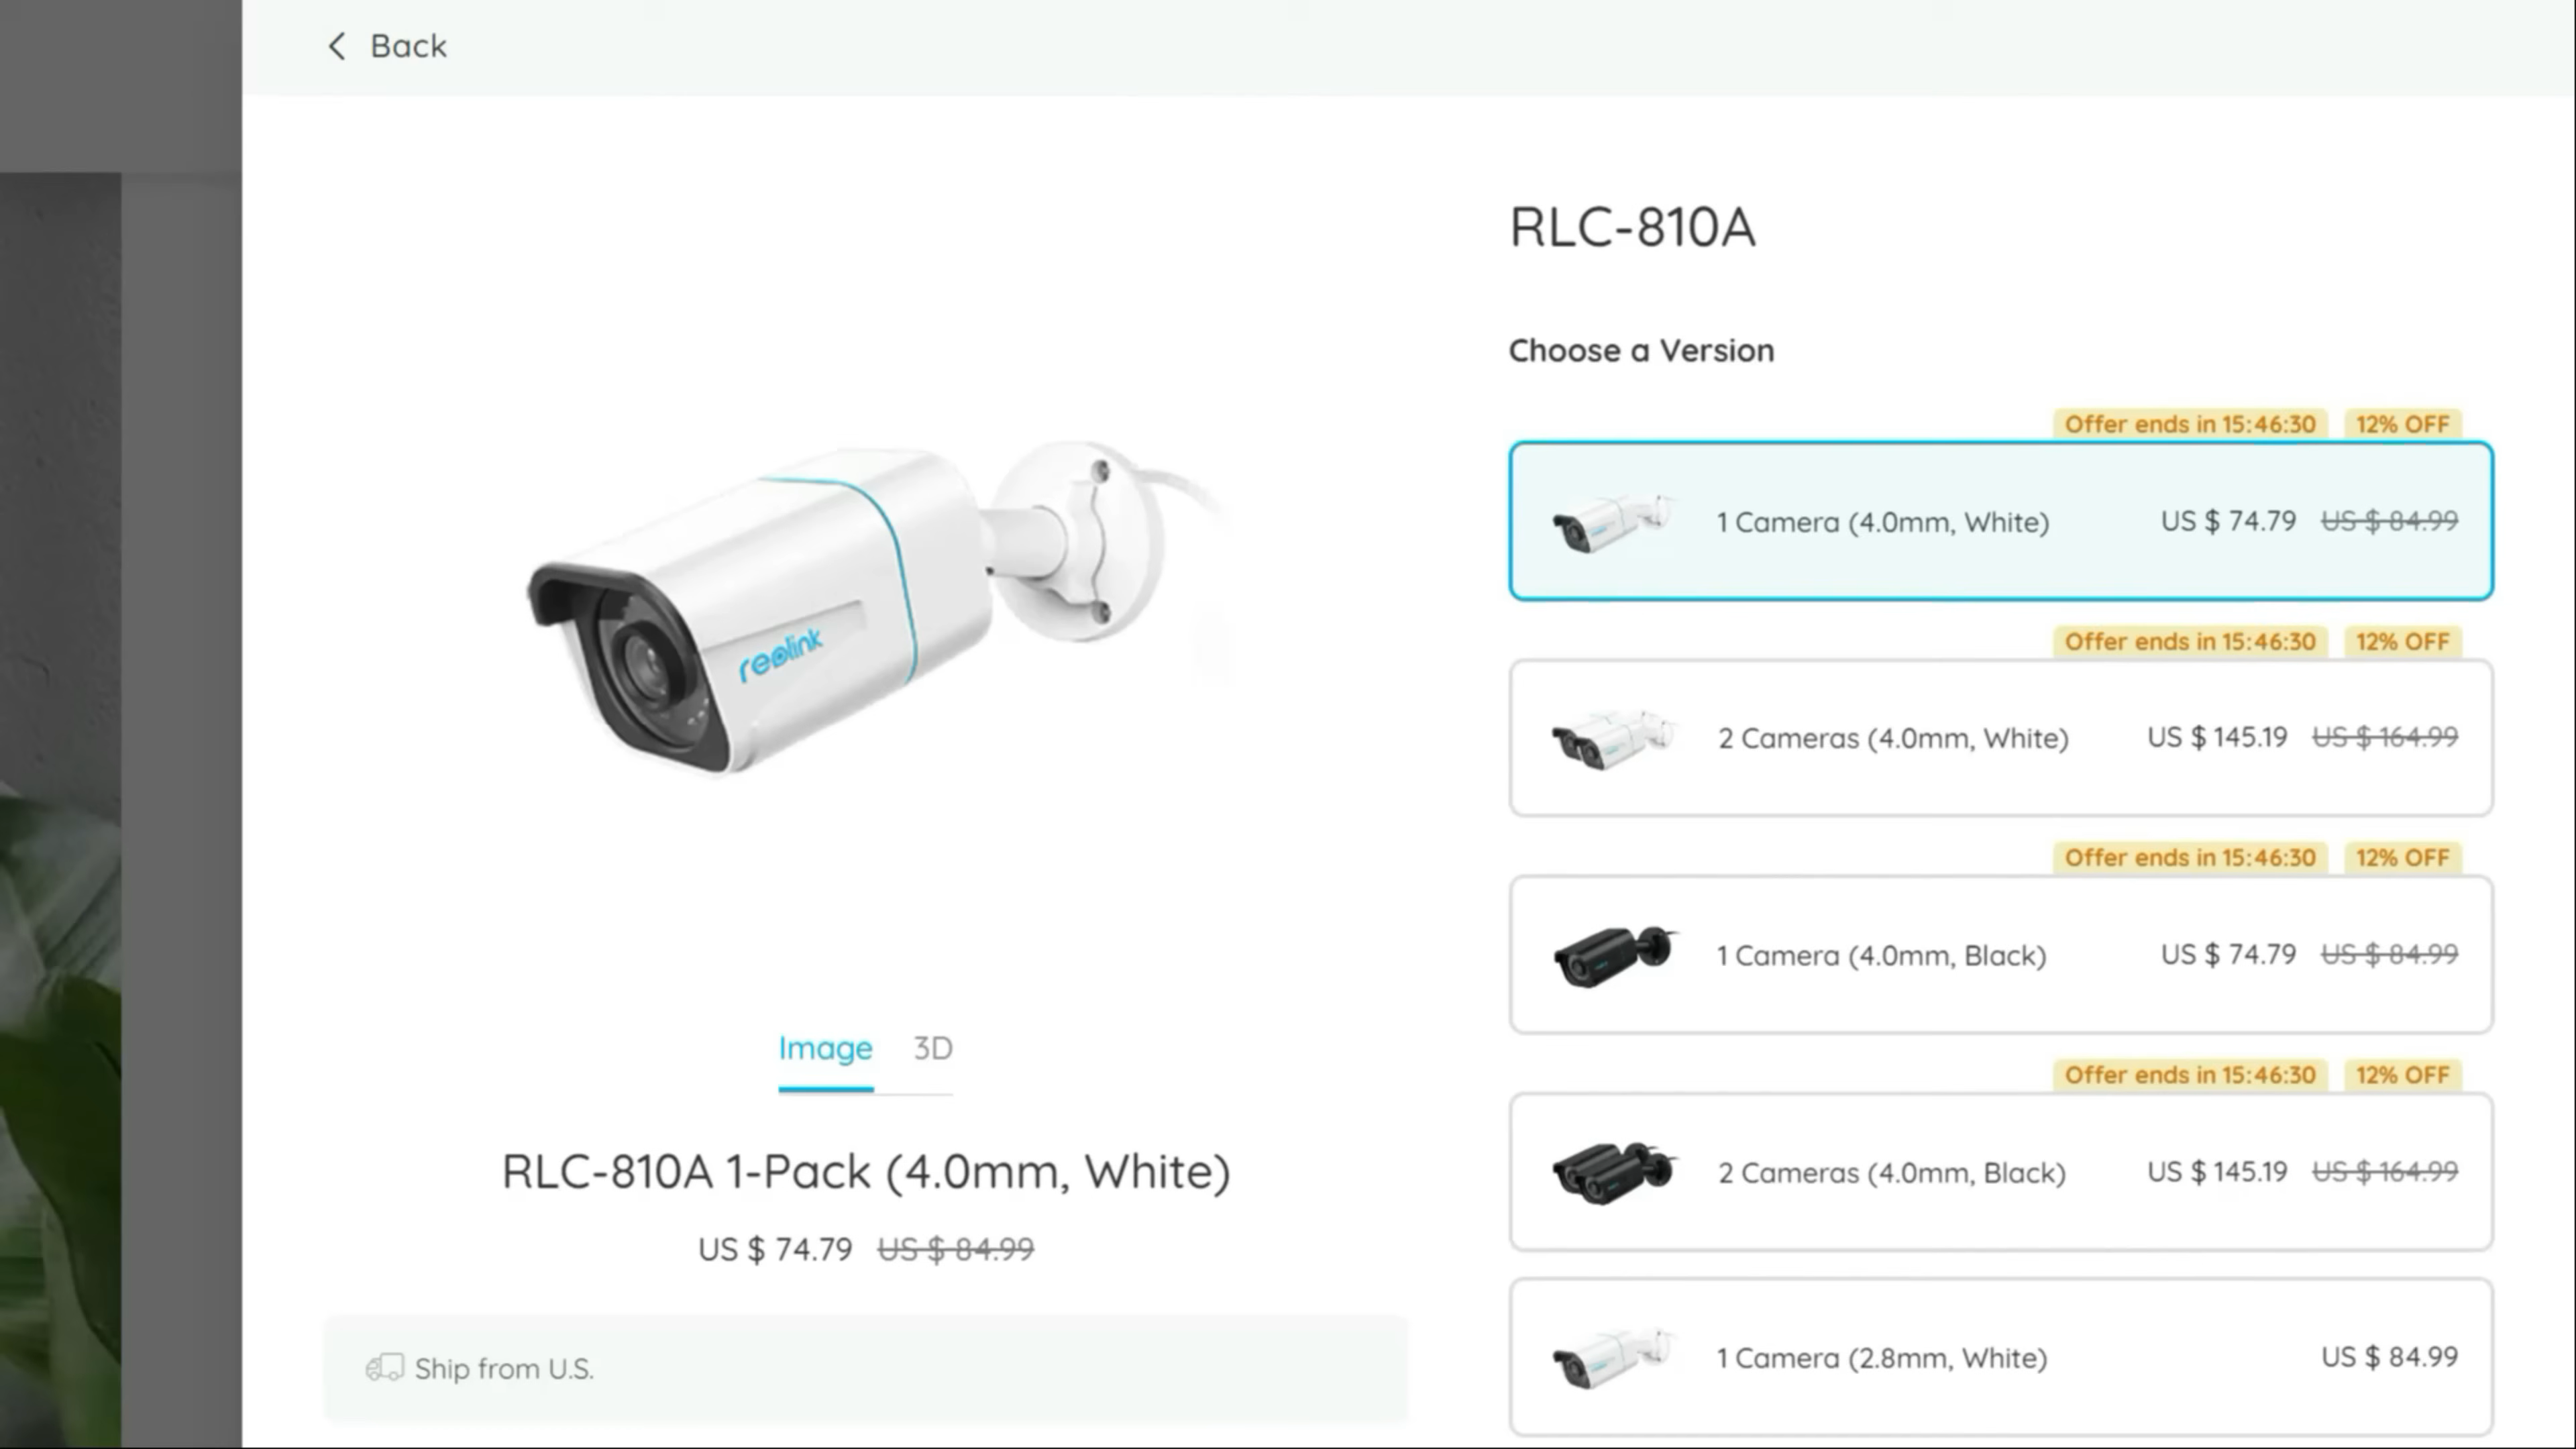 Back
RLC-810A
Choose a Version
Offer ends in 15:46:30 12% OFF
1 Camera (4.0mm, White) US $ 74.79 US $ 84.99
Offer ends in 15:46:30 12% OFF
2 Cameras (4.0mm, White) US $ 145.19 US $ 164.99
Offer ends in 15:46:30 12% OFF
1 Camera (4.0mm, Black) US $ 74.79 US $ 84.99
Offer ends in 15:46:30 12% OFF
2 Cameras (4.0mm, Black) US $ 145.19 US $ 164.99
1 Camera (2.8mm, White) US $ 84.99
reolink
Image 3D
RLC-810A 1-Pack (4.0mm, White)
US $ 74.79 US $ 84.99
Ship from U.S.